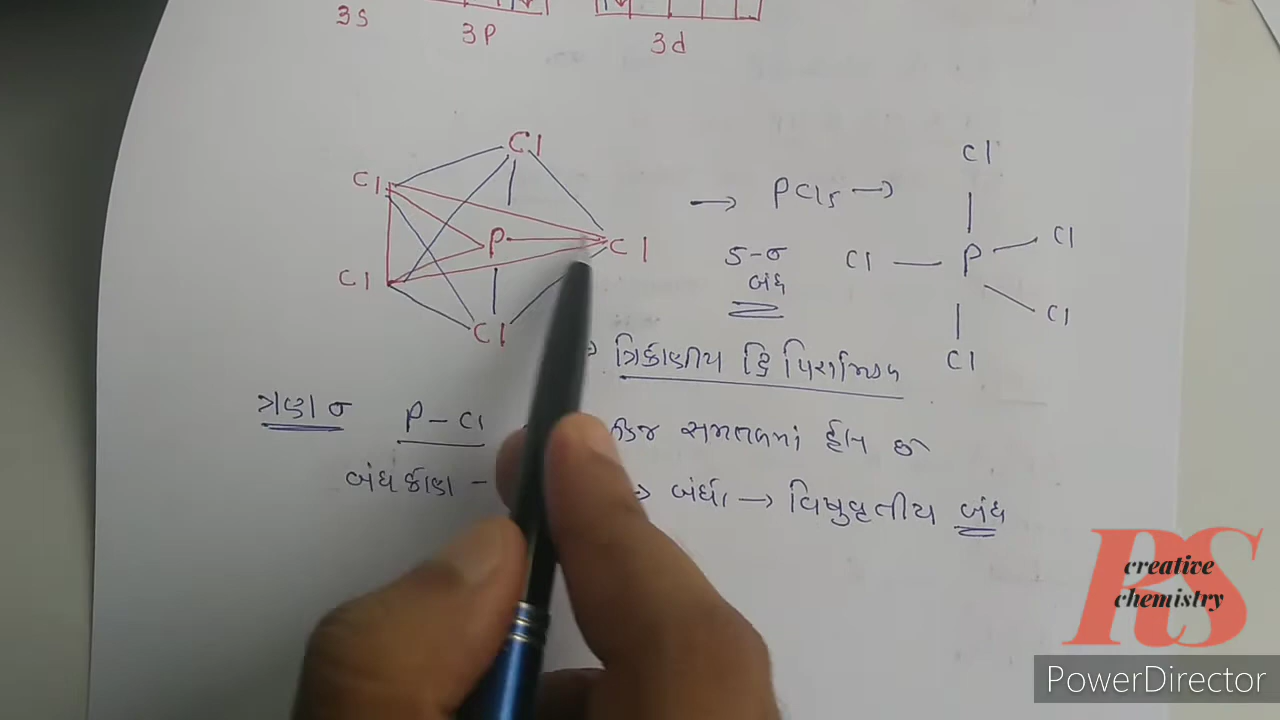 3s 3p 3d
Cl
Cl
P Cl
Cl
Cl
→ PCl5 →
5-σ
બંધ
Cl
Cl P Cl
Cl
Cl
ત્રિકોણીય દ્વિ પિરામિડલ
ત્રણ σ P - Cl સમતલમાં હોય છે
બંધકોણ - → બંધો → વિષુવૃતીય બંધ
RS
creative
chemistry
PowerDirector